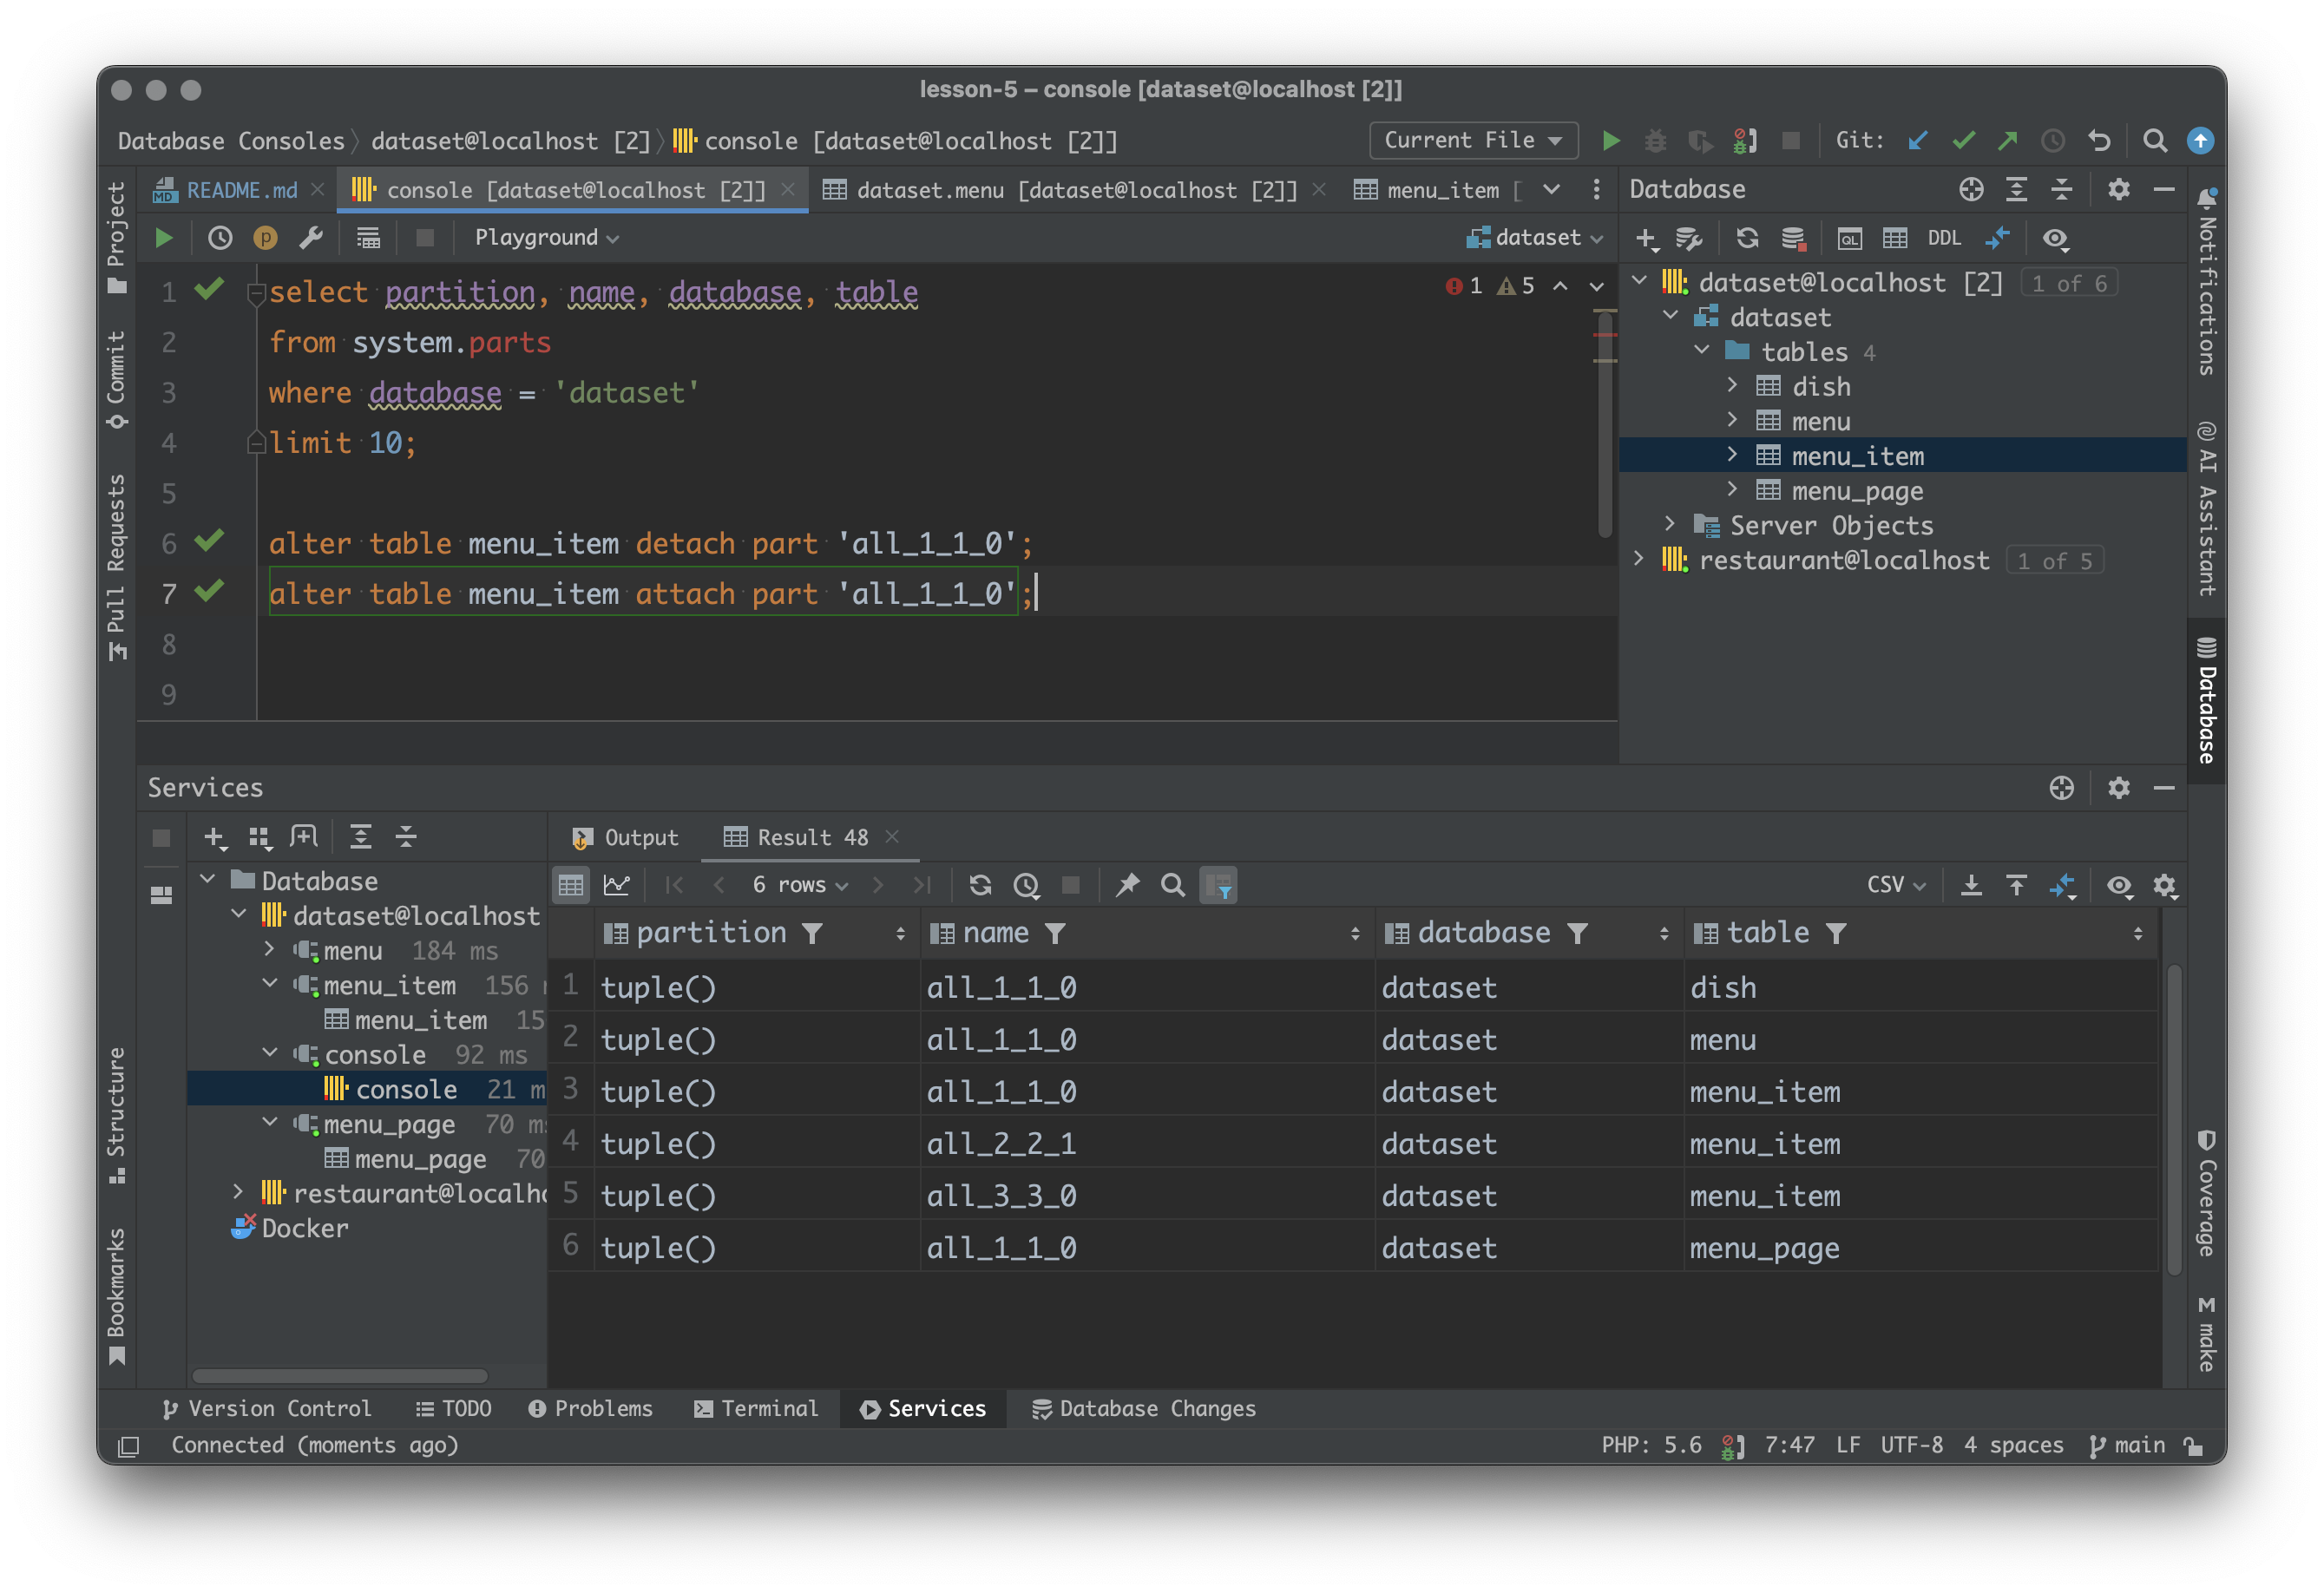 lesson-5 – console [dataset@localhost [2]]
Database Consoles dataset@localhost [2] console [dataset@localhost [2]] Current File Git:
README.md console [dataset@localhost [2]] dataset.menu [dataset@localhost [2]] menu_item [ Database
Playground dataset DDL
Project
Commit
Pull Requests
Structure
Bookmarks
1 select partition, name, database, table
2 from system.parts
3 where database = 'dataset'
4 limit 10;
5
6 alter table menu_item detach part 'all_1_1_0';
7 alter table menu_item attach part 'all_1_1_0';
8
9
1 5
dataset@localhost [2] 1 of 6
dataset
tables 4
dish
menu
menu_item
menu_page
Server Objects
restaurant@localhost 1 of 5
Notifications
AI Assistant
Database
Coverage
make
Services
Database
dataset@localhost
menu 184 ms
menu_item 156
menu_item 15
console 92 ms
console 21 m
menu_page 70 ms
menu_page 70
restaurant@localho
Docker
Output Result 48
6 rows CSV
partition name database table
1 tuple() all_1_1_0 dataset dish
2 tuple() all_1_1_0 dataset menu
3 tuple() all_1_1_0 dataset menu_item
4 tuple() all_2_2_1 dataset menu_item
5 tuple() all_3_3_0 dataset menu_item
6 tuple() all_1_1_0 dataset menu_page
Version Control TODO Problems Terminal Services Database Changes
Connected (moments ago) PHP: 5.6 7:47 LF UTF-8 4 spaces main